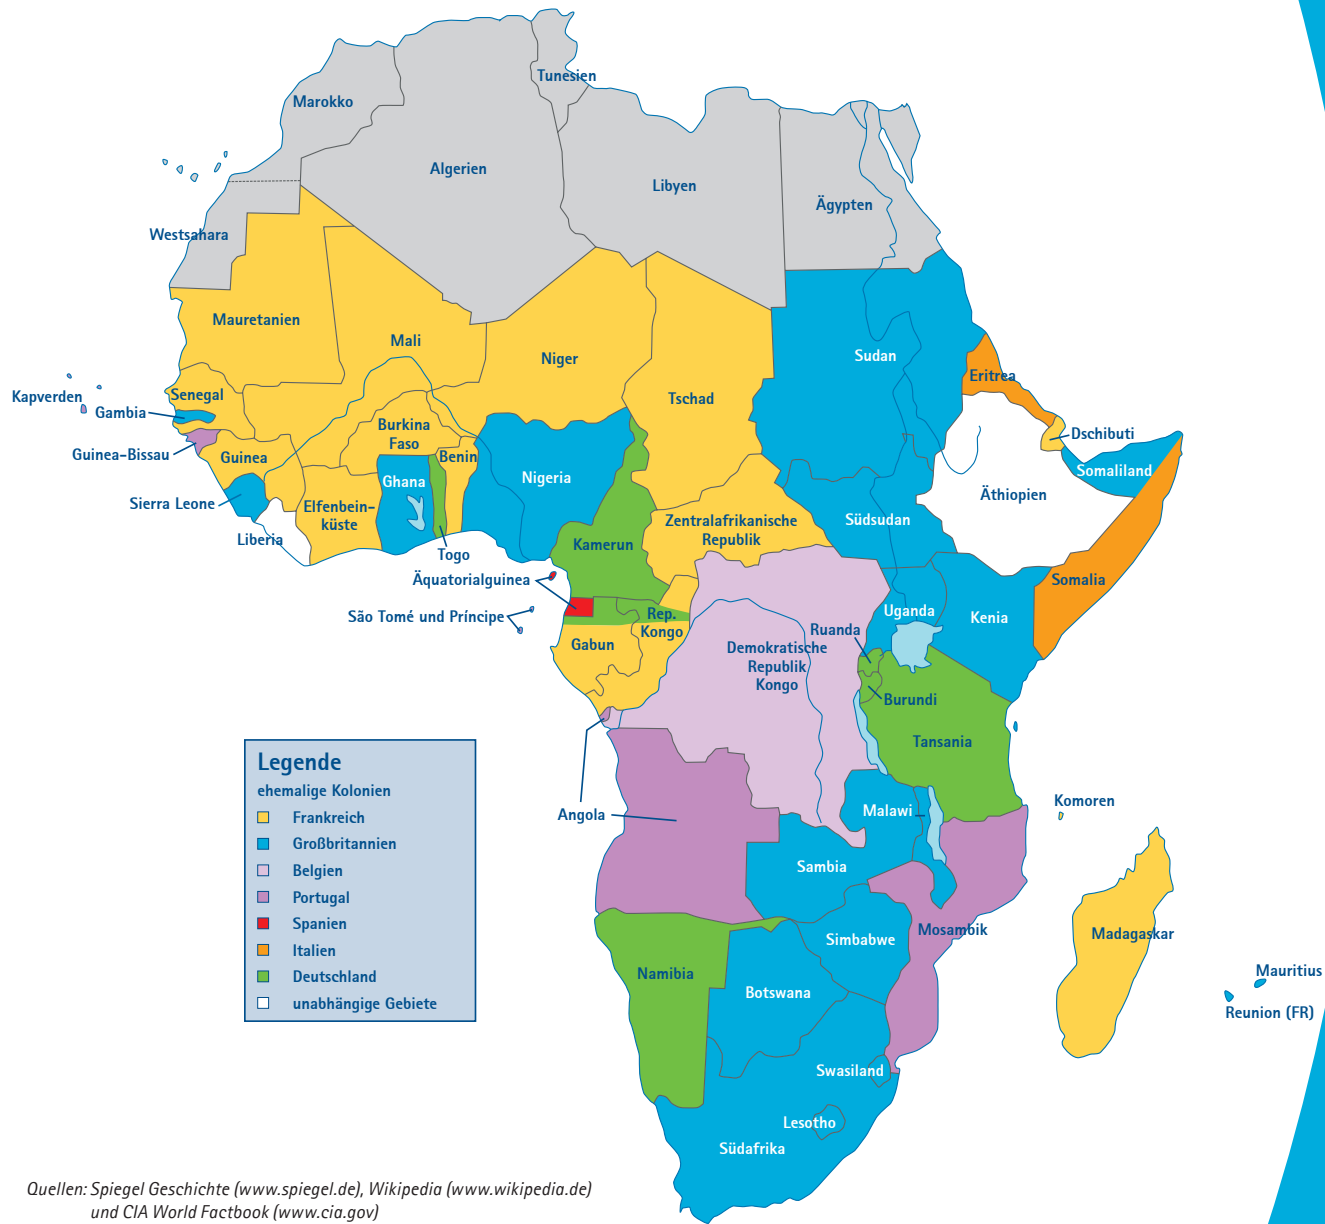 Tunesien
Marokko
Algerien
Libyen
Ägypten
Westsahara
Mauretanien
Mali
Niger
Tschad
Sudan
Eritrea
Senegal
Kapverden
Gambia
Burkina
Faso
Dschibuti
Guinea-Bissau
Guinea
Benin
Somaliland
Nigeria
Ghana
Äthiopien
Sierra Leone
Elfenbein-
küste
Zentralafrikanische
Republik
Südsudan
Liberia
Togo
Kamerun
Äquatorialguinea
Somalia
São Tomé und Príncipe
Rep.
Kongo
Uganda
Kenia
Ruanda
Gabun
Demokratische
Republik
Kongo
Burundi
Tansania
Legende
ehemalige Kolonien
Frankreich
Großbritannien
Belgien
Portugal
Spanien
Italien
Deutschland
unabhängige Gebiete
Angola
Malawi
Komoren
Sambia
Mosambik
Simbabwe
Madagaskar
Namibia
Botswana
Mauritius
Reunion (FR)
Swasiland
Lesotho
Südafrika
Quellen: Spiegel Geschichte (www.spiegel.de), Wikipedia (www.wikipedia.de)
und CIA World Factbook (www.cia.gov)